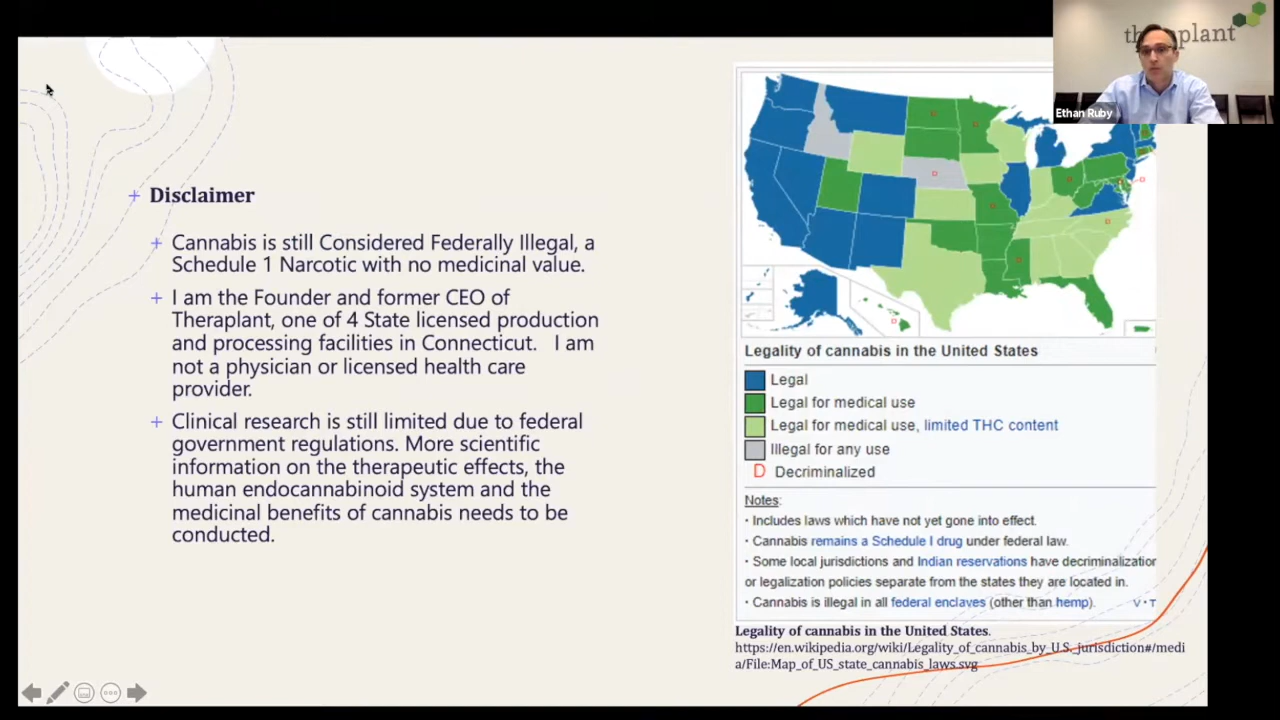 theraplant
Ethan Ruby
+ Disclaimer
+ Cannabis is still Considered Federally Illegal, a
Schedule 1 Narcotic with no medicinal value.
+ I am the Founder and former CEO of
Theraplant, one of 4 State licensed production
and processing facilities in Connecticut. I am
not a physician or licensed health care
provider.
+ Clinical research is still limited due to federal
government regulations. More scientific
information on the therapeutic effects, the
human endocannabinoid system and the
medicinal benefits of cannabis needs to be
conducted.
D
D
D
D
D
D
D
D
D
Legality of cannabis in the United States
Legal
Legal for medical use
Legal for medical use, limited THC content
Illegal for any use
D Decriminalized
Notes:
• Includes laws which have not yet gone into effect.
• Cannabis remains a Schedule I drug under federal law.
• Some local jurisdictions and Indian reservations have decriminalization
or legalization policies separate from the states they are located in.
• Cannabis is illegal in all federal enclaves (other than hemp). V • T
Legality of cannabis in the United States.
https://en.wikipedia.org/wiki/Legality_of_cannabis_by_U.S._jurisdiction#/medi
a/File:Map_of_US_state_cannabis_laws.svg